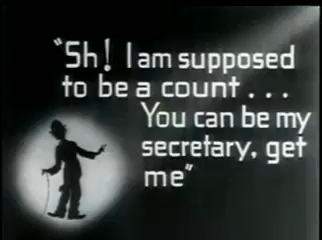 "Sh! I am supposed
to be a count...
You can be my
secretary, get
me"